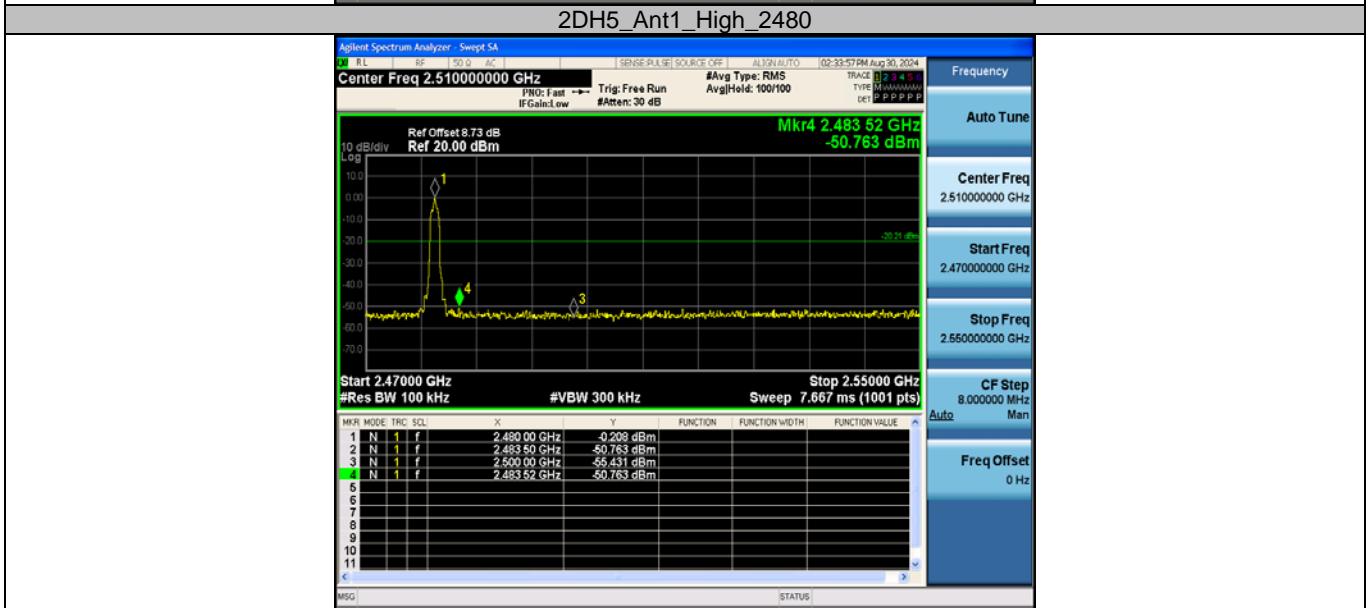 2DH5_Ant1_High_2480
Agilent Spectrum Analyzer - Swept SA
RL RF 50 Ω AC SENSE:PULSE SOURCE OFF ALIGN AUTO 02:33:57 PM Aug 30, 2024
Center Freq 2.510000000 GHz
PNO: Fast
IFGain:Low
Trig: Free Run
#Atten: 30 dB
#Avg Type: RMS
Avg|Hold: 100/100
TRACE 1 2 3 4 5 6
TYPE M
DET P P P P P P
Frequency
Mkr4 2.483 52 GHz
-50.763 dBm
Ref Offset 8.73 dB
10 dB/div Ref 20.00 dBm
Log
10.0
0.00
-10.0
-20.0
-30.0
-40.0
-50.0
-60.0
-70.0
1
4
3
-20.21 dBm
Start 2.47000 GHz Stop 2.55000 GHz
#Res BW 100 kHz #VBW 300 kHz Sweep 7.667 ms (1001 pts)
MKR MODE TRC SCL X Y FUNCTION FUNCTION WIDTH FUNCTION VALUE
1 N 1 f 2.480 00 GHz -0.208 dBm
2 N 1 f 2.483 50 GHz -50.763 dBm
3 N 1 f 2.500 00 GHz -55.431 dBm
4 N 1 f 2.483 52 GHz -50.763 dBm
5
6
7
8
9
10
11
Auto Tune
Center Freq
2.510000000 GHz
Start Freq
2.470000000 GHz
Stop Freq
2.550000000 GHz
CF Step
8.000000 MHz
Auto Man
Freq Offset
0 Hz
MSG STATUS